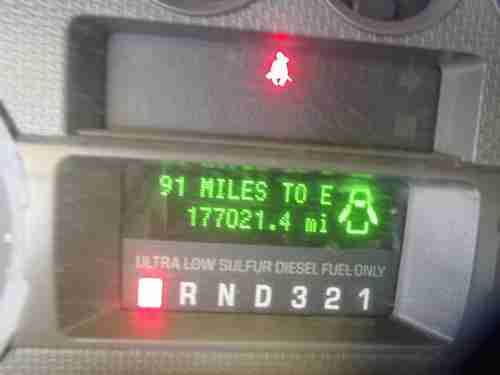 91 MILES TO E
177021.4 mi
ULTRA LOW SULFUR DIESEL FUEL ONLY
R N D 3 2 1